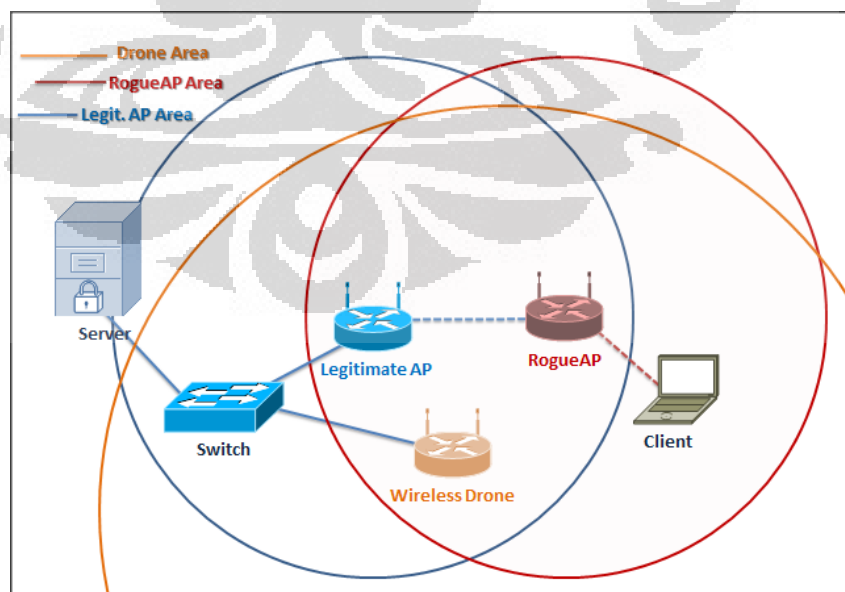 Drone Area
RogueAP Area
Legit. AP Area
Server
Legitimate AP
RogueAP
Switch
Client
Wireless Drone